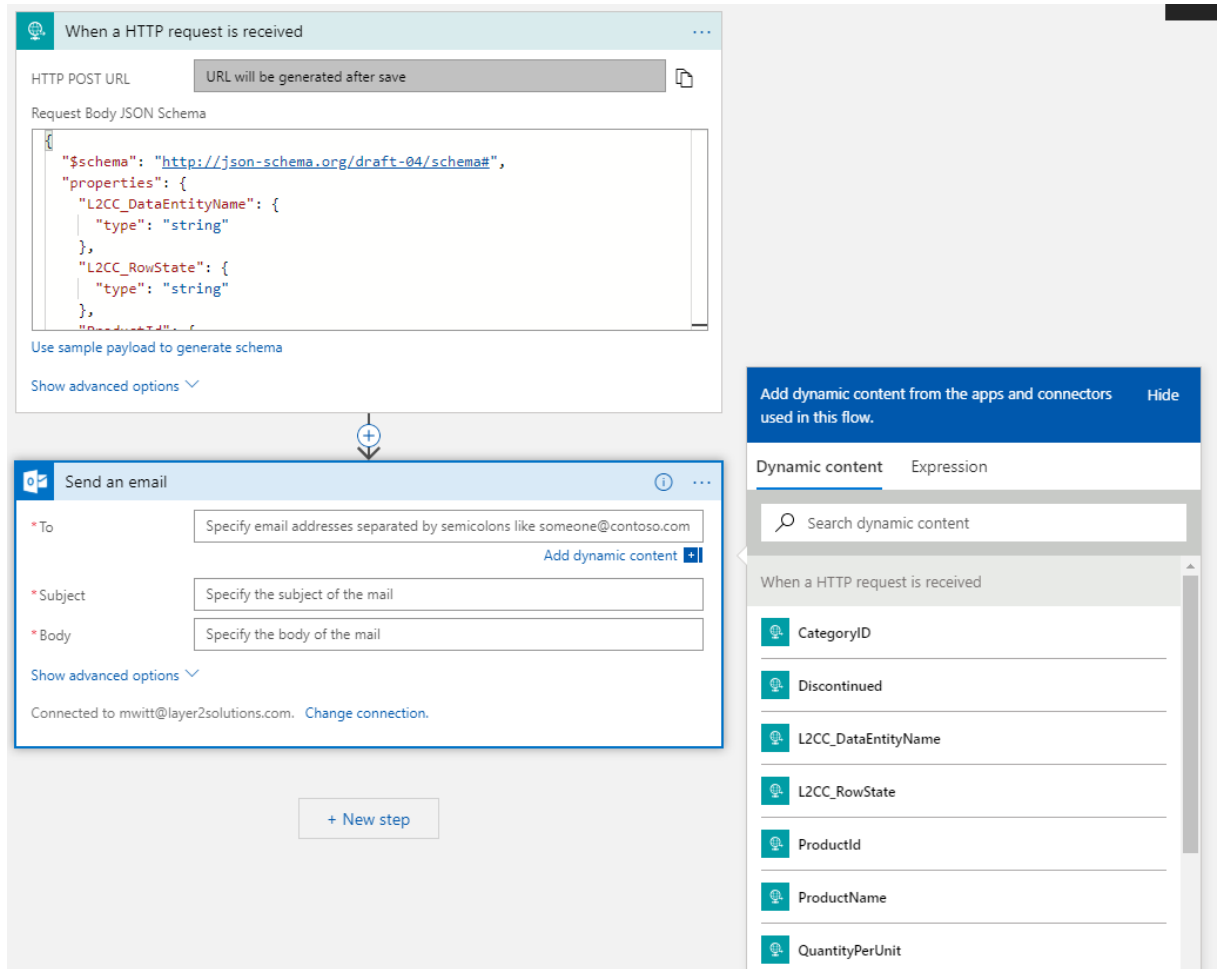 When a HTTP request is received
HTTP POST URL
URL will be generated after save
Request Body JSON Schema
{
"$schema": "http://json-schema.org/draft-04/schema#",
"properties": {
"L2CC_DataEntityName": {
"type": "string"
},
"L2CC_RowState": {
"type": "string"
},
"ProductId": {
Use sample payload to generate schema
Show advanced options
Send an email
*To
Specify email addresses separated by semicolons like someone@contoso.com
Add dynamic content
*Subject
Specify the subject of the mail
*Body
Specify the body of the mail
Show advanced options
Connected to mwitt@layer2solutions.com. Change connection.
+ New step
Add dynamic content from the apps and connectors
used in this flow.
Hide
Dynamic content
Expression
Search dynamic content
When a HTTP request is received
CategoryID
Discontinued
L2CC_DataEntityName
L2CC_RowState
ProductId
ProductName
QuantityPerUnit